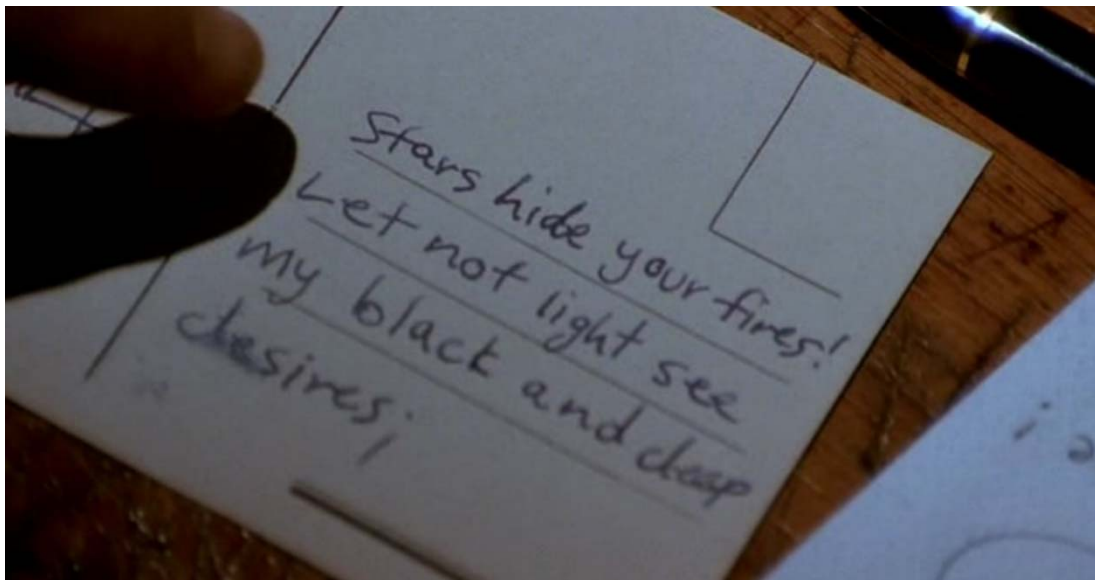 Stars hide your fires!
Let not light see
my black and deep
desires;